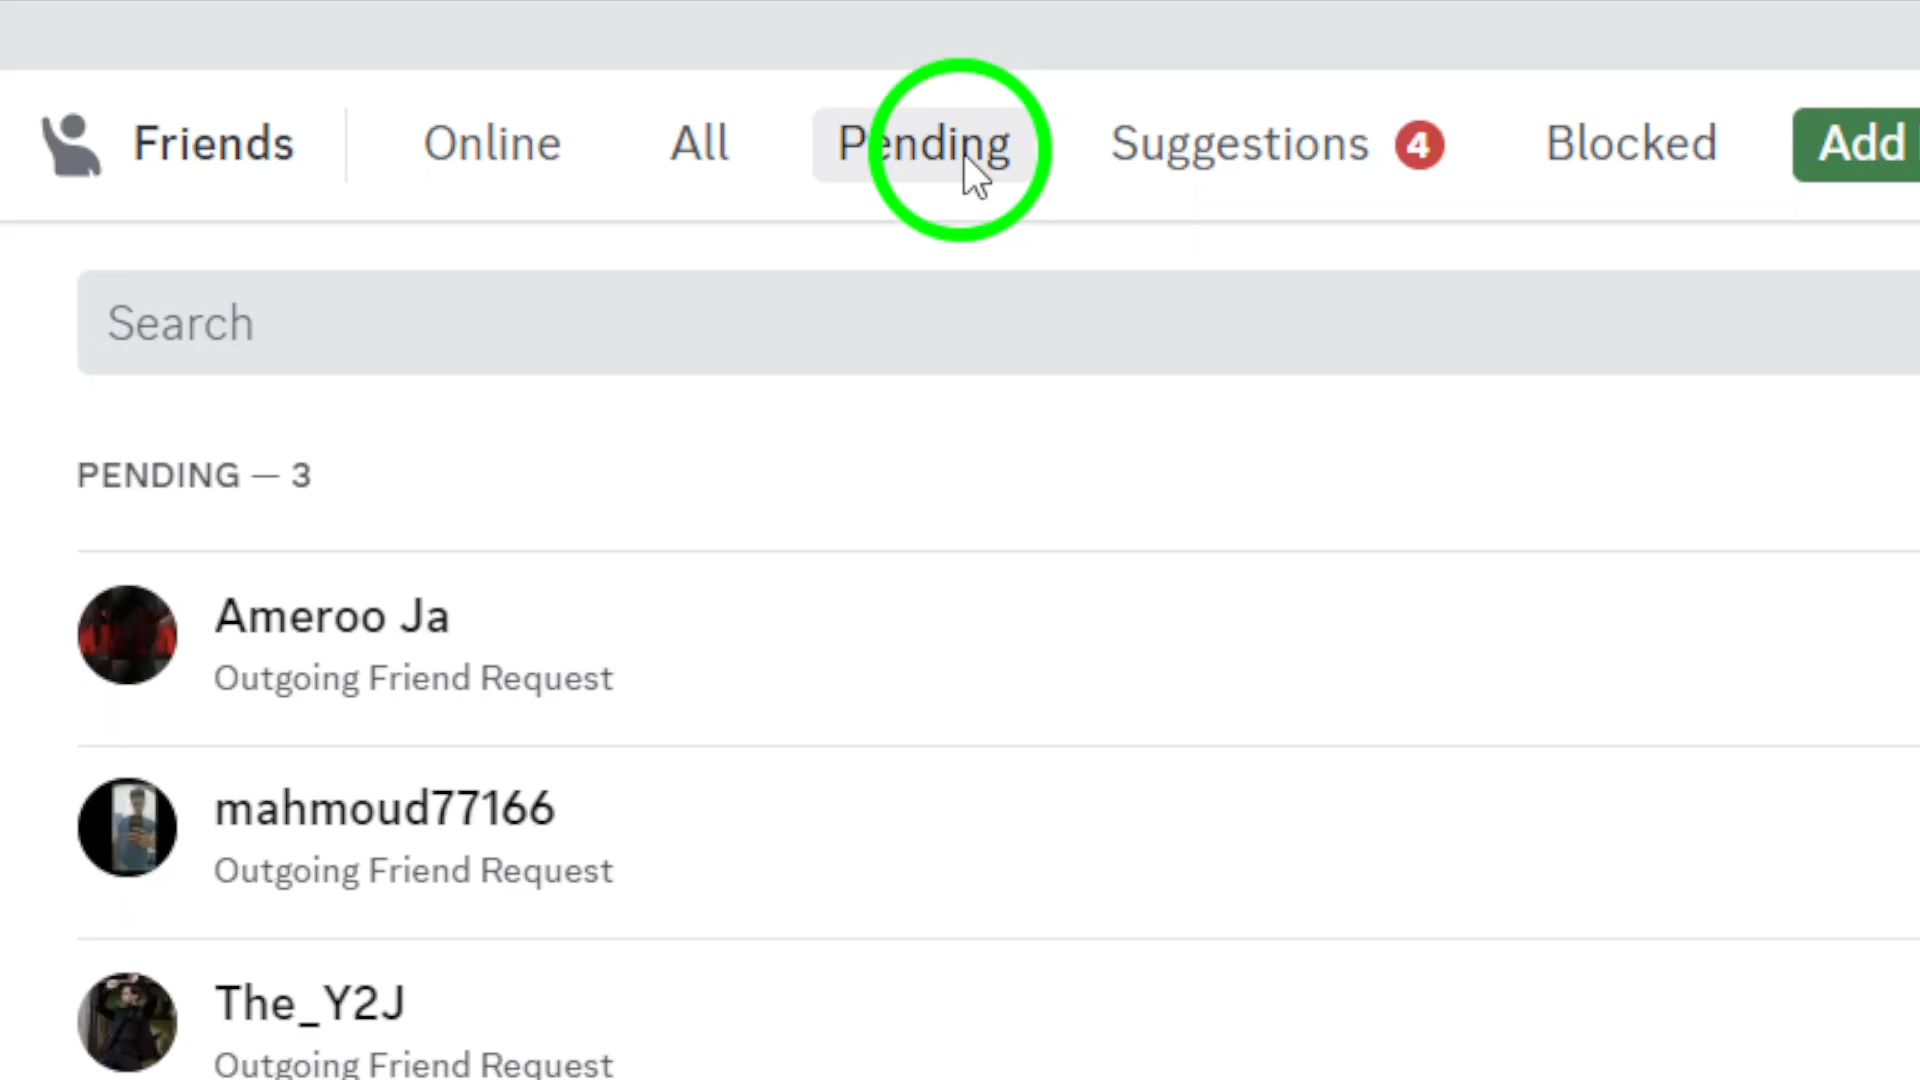 Friends Online All Pending Suggestions 4 Blocked Add
Search
PENDING — 3
Ameroo Ja
Outgoing Friend Request
mahmoud77166
Outgoing Friend Request
The_Y2J
Outgoing Friend Request